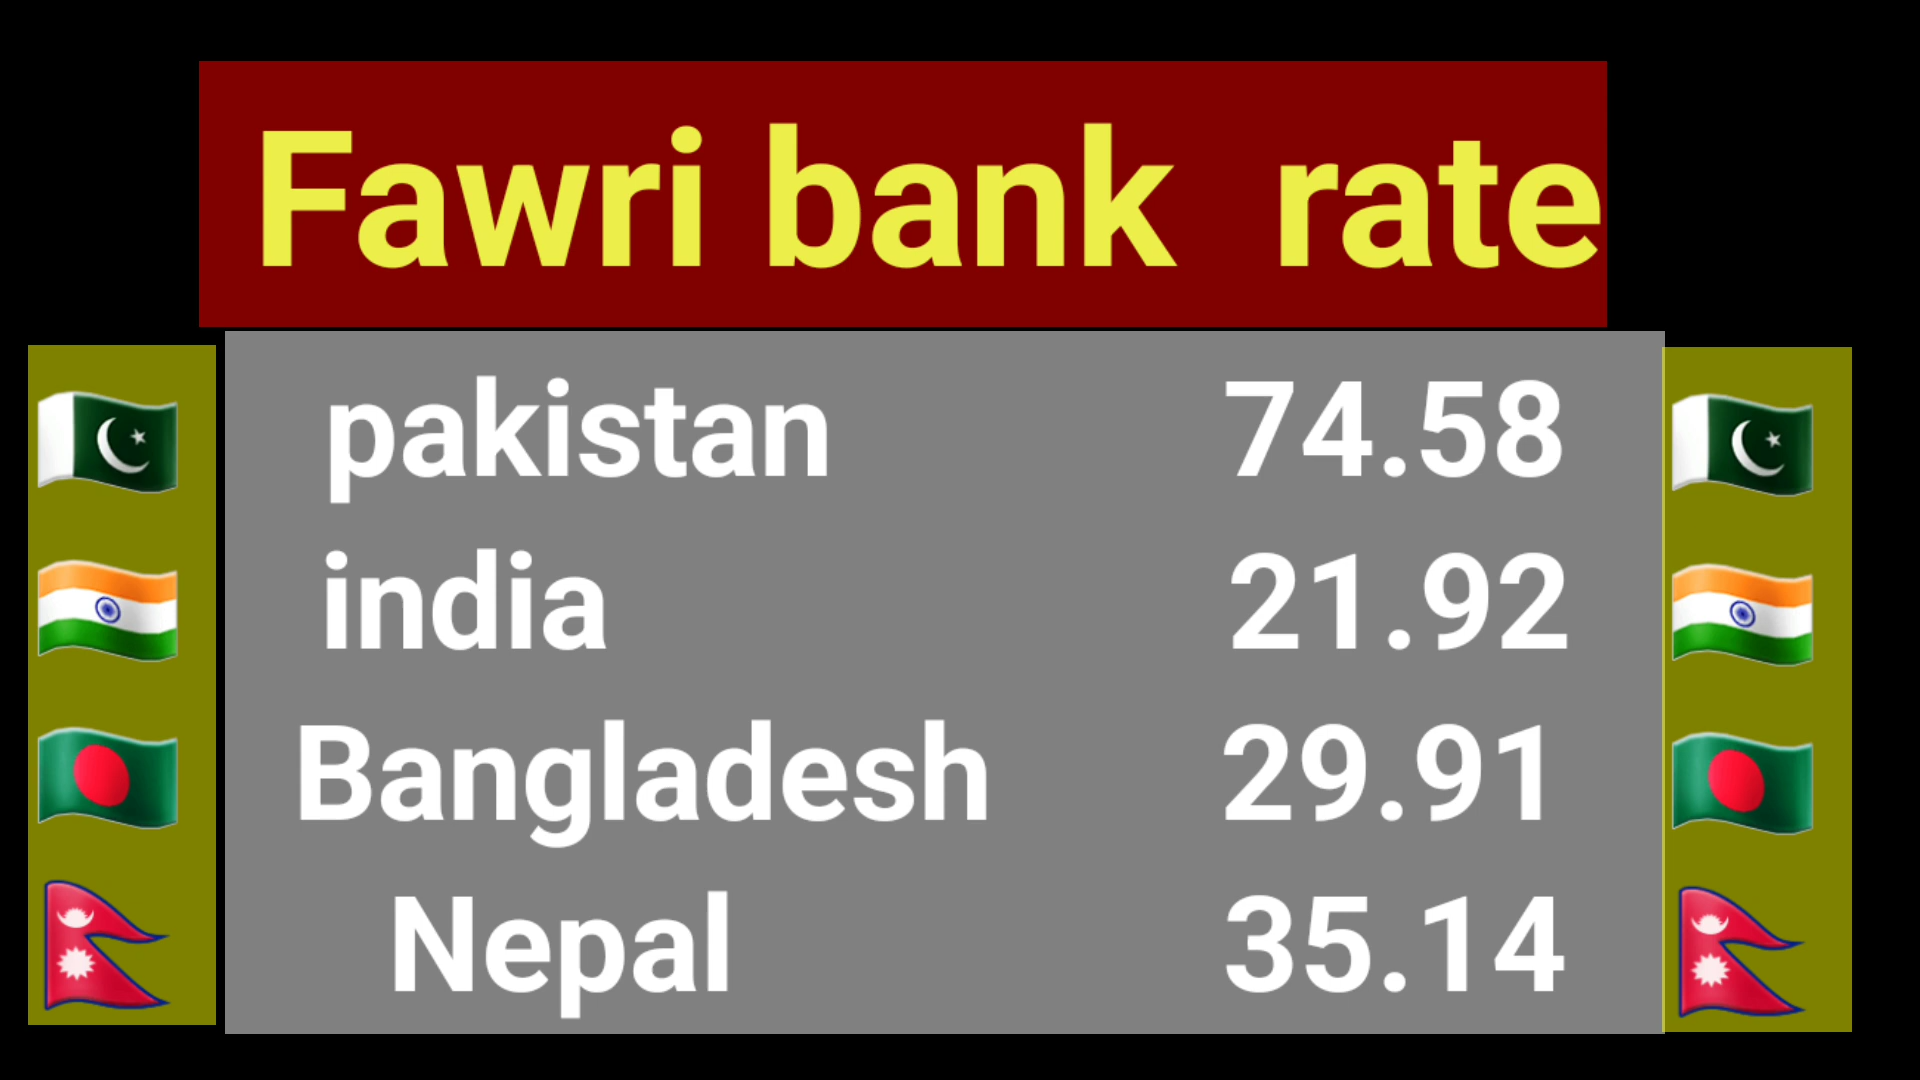 Fawri bank rate
pakistan 74.58
india 21.92
Bangladesh 29.91
Nepal 35.14